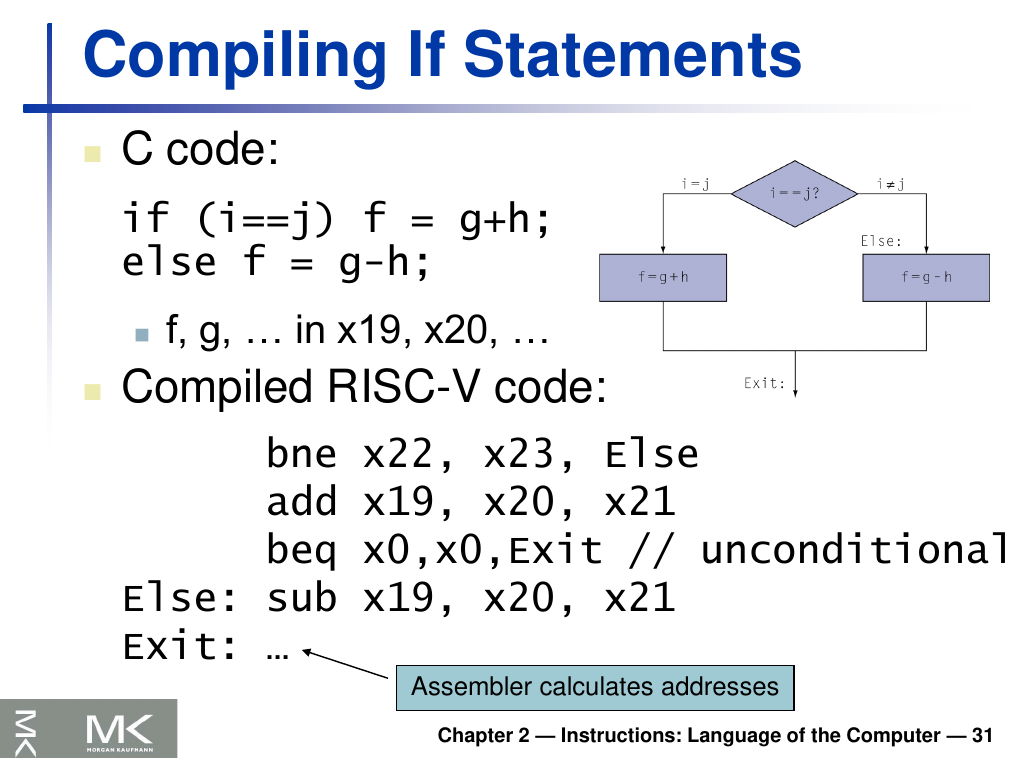 Compiling If Statements
C code:
if (i==j) f = g+h;
else f = g-h;
f, g, … in x19, x20, …
i=j
i==j?
i≠j
Else:
f=g+h
f=g-h
Exit:
Compiled RISC-V code:
bne x22, x23, Else
add x19, x20, x21
beq x0,x0,Exit // unconditional
Else: sub x19, x20, x21
Exit: …
Assembler calculates addresses
MK
MK
MORGAN KAUFMANN
Chapter 2 — Instructions: Language of the Computer — 31